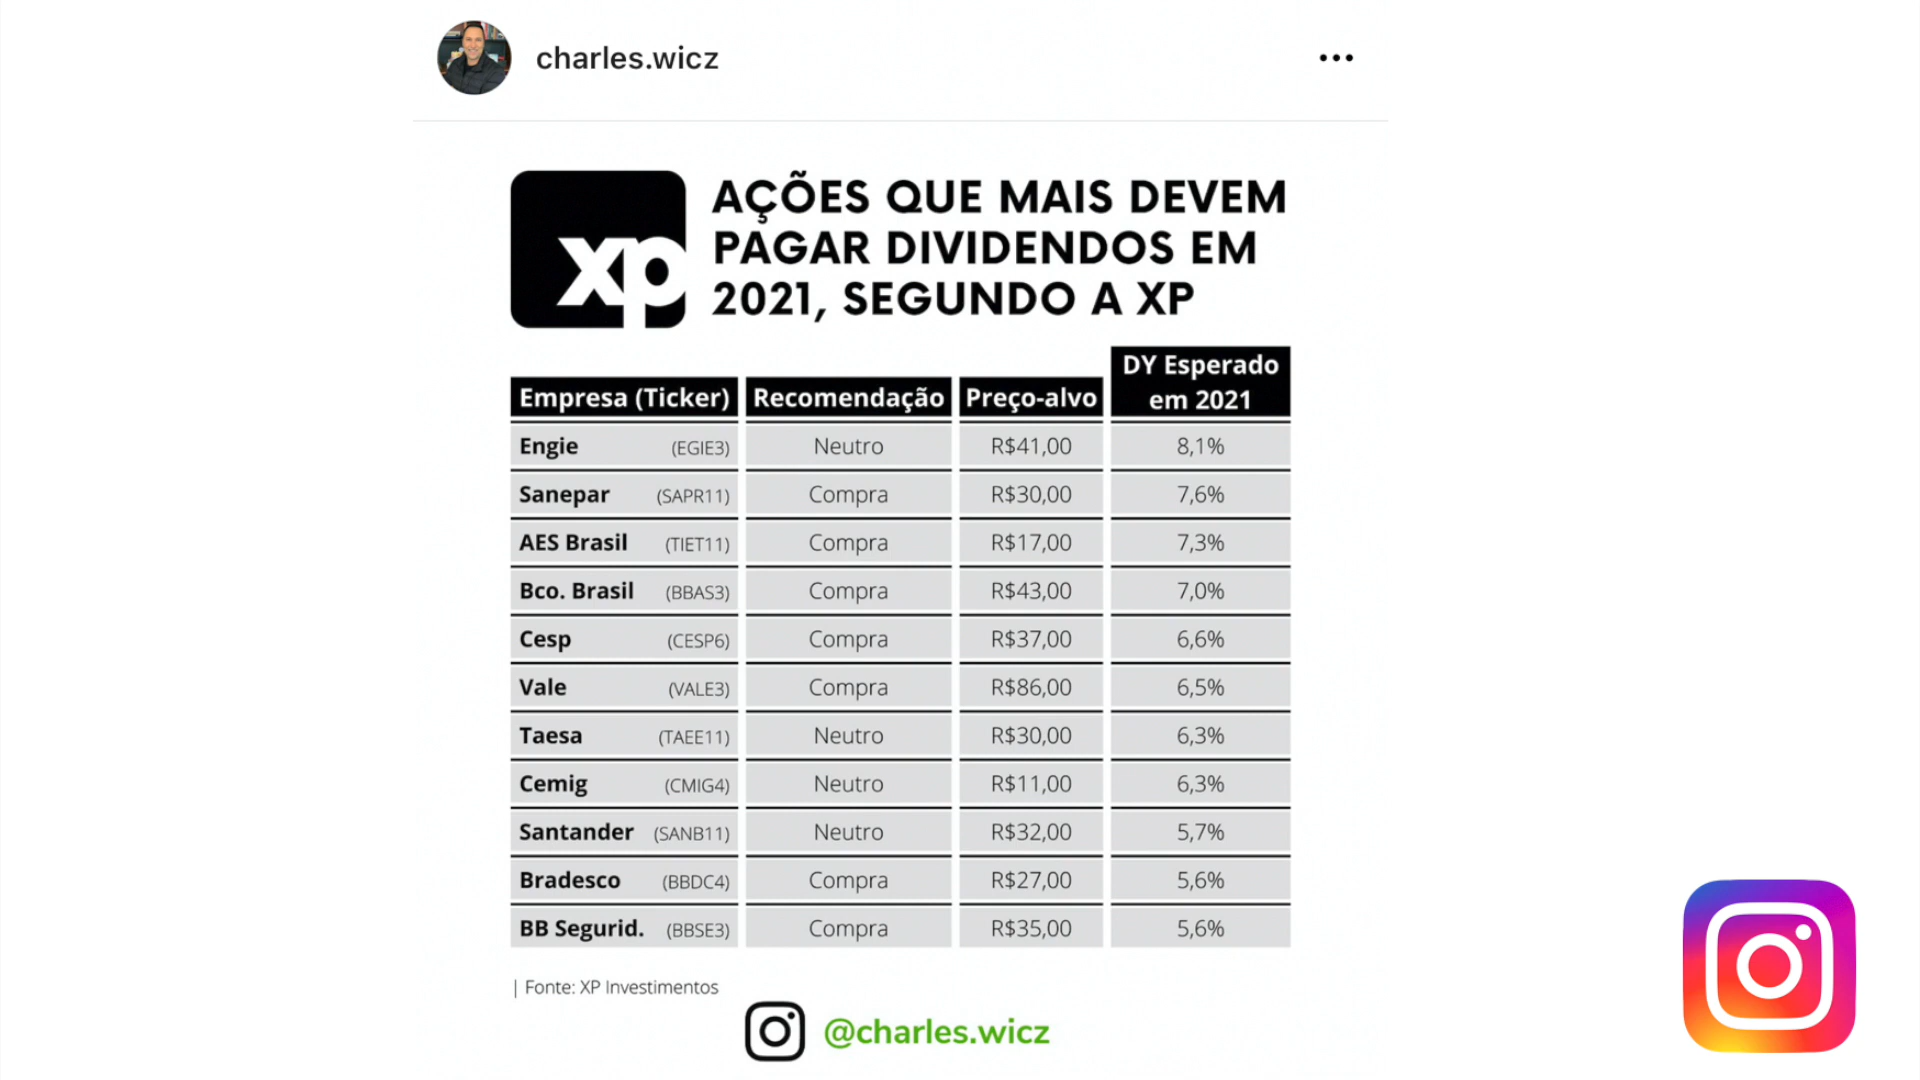 charles.wicz
xp
AÇÕES QUE MAIS DEVEM
PAGAR DIVIDENDOS EM
2021, SEGUNDO A XP
Empresa (Ticker) Recomendação Preço-alvo DY Esperado em 2021
Engie (EGIE3) Neutro R$41,00 8,1%
Sanepar (SAPR11) Compra R$30,00 7,6%
AES Brasil (TIET11) Compra R$17,00 7,3%
Bco. Brasil (BBAS3) Compra R$43,00 7,0%
Cesp (CESP6) Compra R$37,00 6,6%
Vale (VALE3) Compra R$86,00 6,5%
Taesa (TAEE11) Neutro R$30,00 6,3%
Cemig (CMIG4) Neutro R$11,00 6,3%
Santander (SANB11) Neutro R$32,00 5,7%
Bradesco (BBDC4) Compra R$27,00 5,6%
BB Segurid. (BBSE3) Compra R$35,00 5,6%
| Fonte: XP Investimentos
@charles.wicz